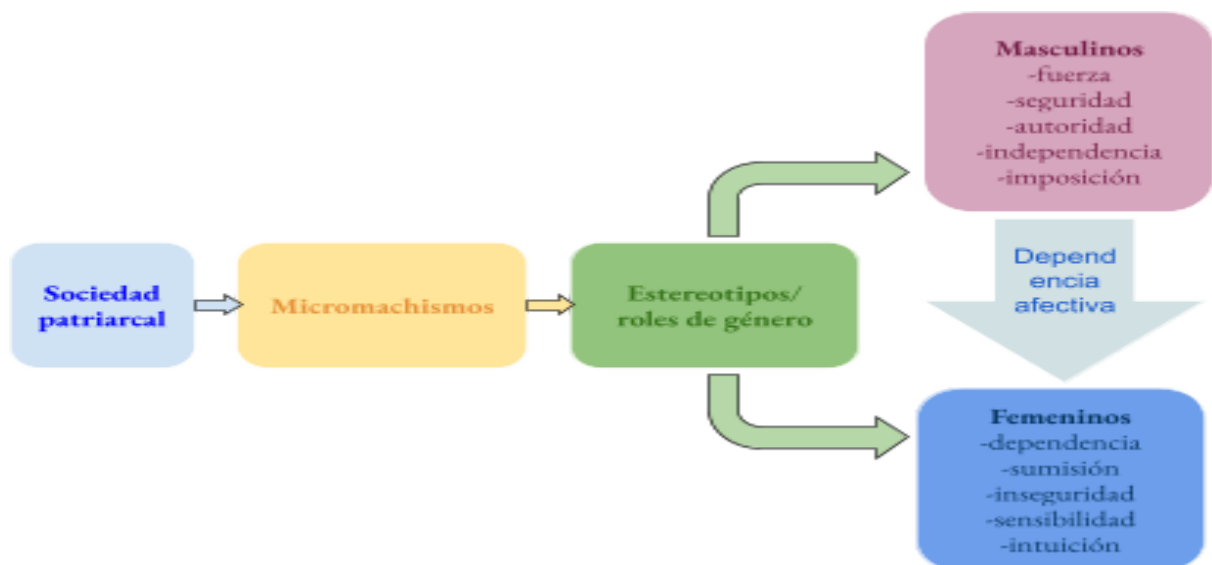 Sociedad
patriarcal
Micromachismos
Estereotipos/
roles de género
Masculinos
-fuerza
-seguridad
-autoridad
-independencia
-imposición
Depend
encia
afectiva
Femeninos
-dependencia
-sumisión
-inseguridad
-sensibilidad
-intuición